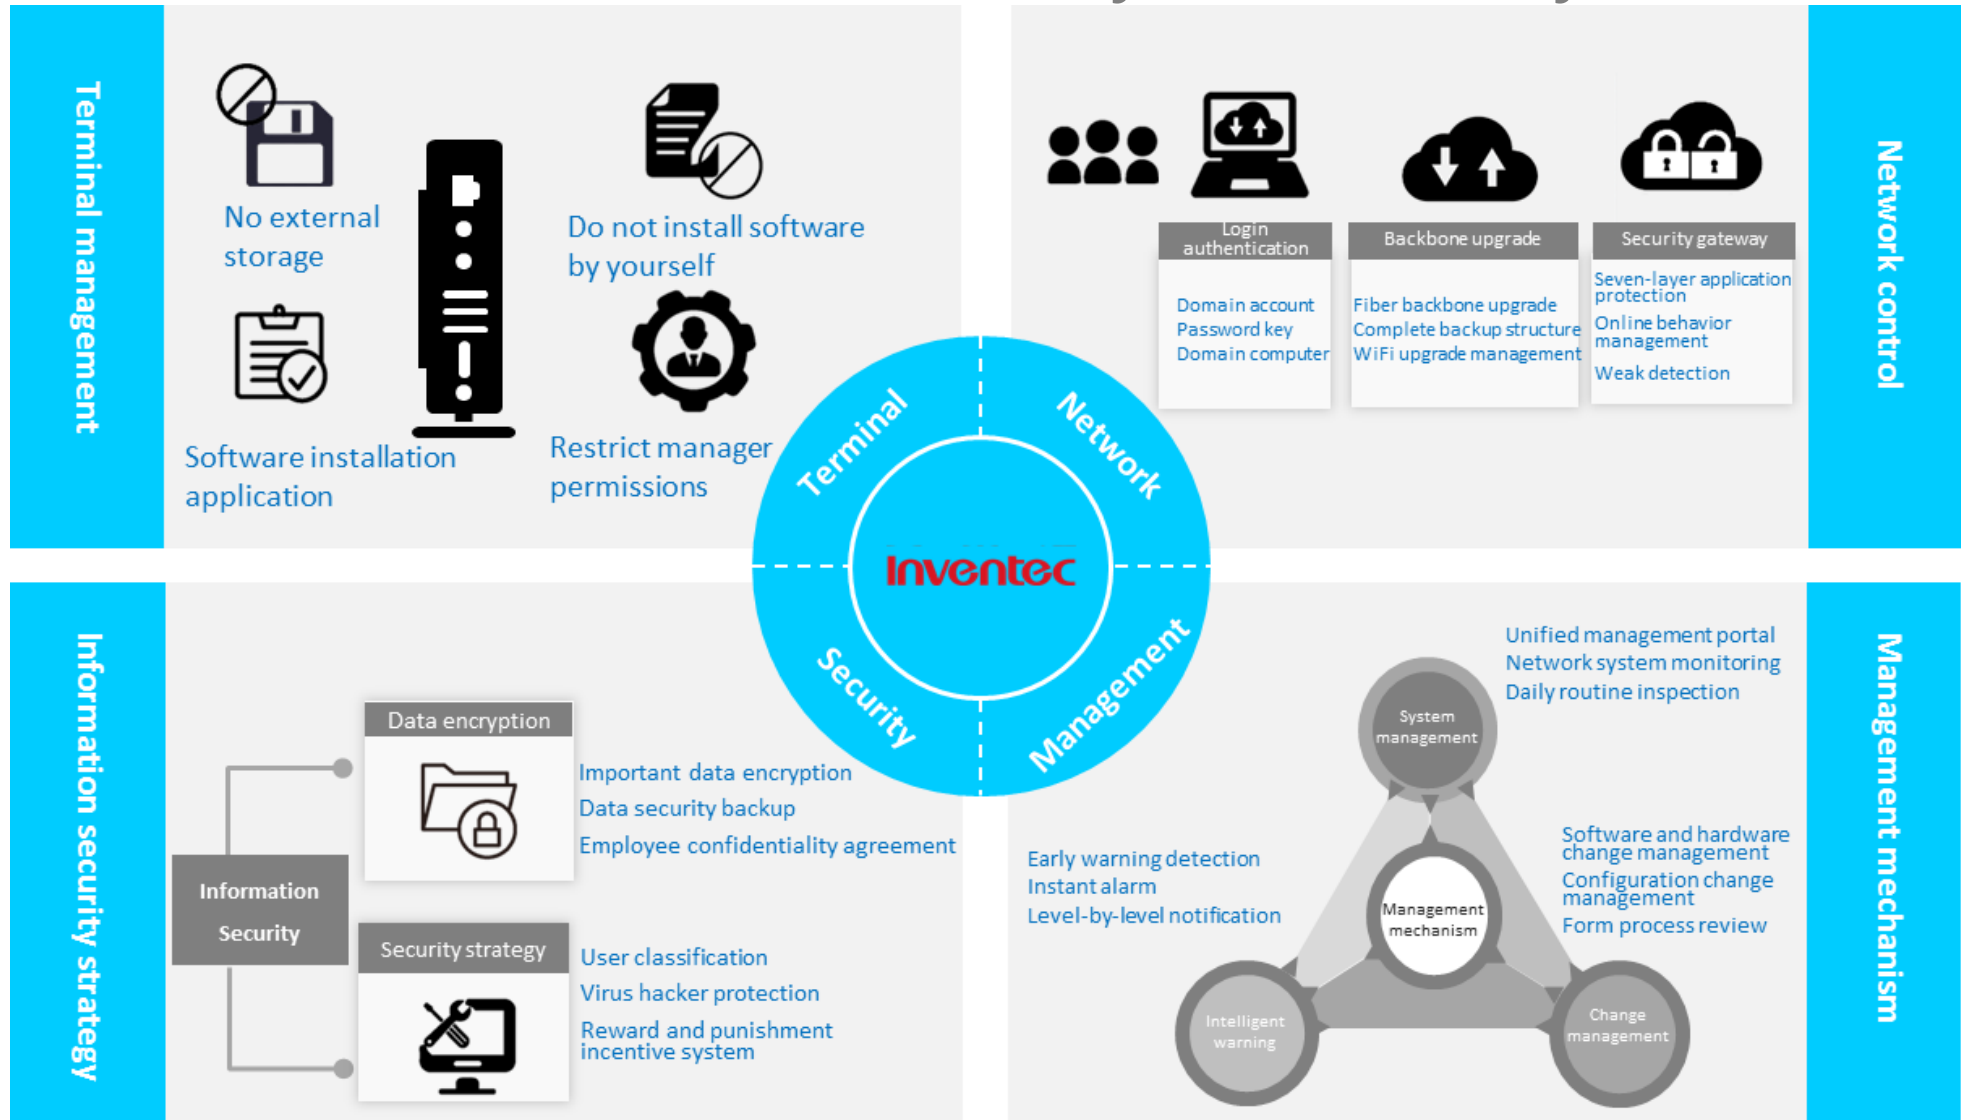 Terminal management
No external
storage
Do not install software
by yourself
Software installation
application
Restrict manager
permissions
Network control
Login
authentication
Domain account
Password key
Domain computer
Backbone upgrade
Fiber backbone upgrade
Complete backup structure
WiFi upgrade management
Security gateway
Seven-layer application
protection
Online behavior
management
Weak detection
Terminal
Network
Inventec
Security
Management
Information security strategy
Information
Security
Data encryption
Important data encryption
Data security backup
Employee confidentiality agreement
Security strategy
User classification
Virus hacker protection
Reward and punishment
incentive system
Management mechanism
Unified management portal
Network system monitoring
Daily routine inspection
System
management
Early warning detection
Instant alarm
Level-by-level notification
Management
mechanism
Software and hardware
change management
Configuration change
management
Form process review
Intelligent
warning
Change
management